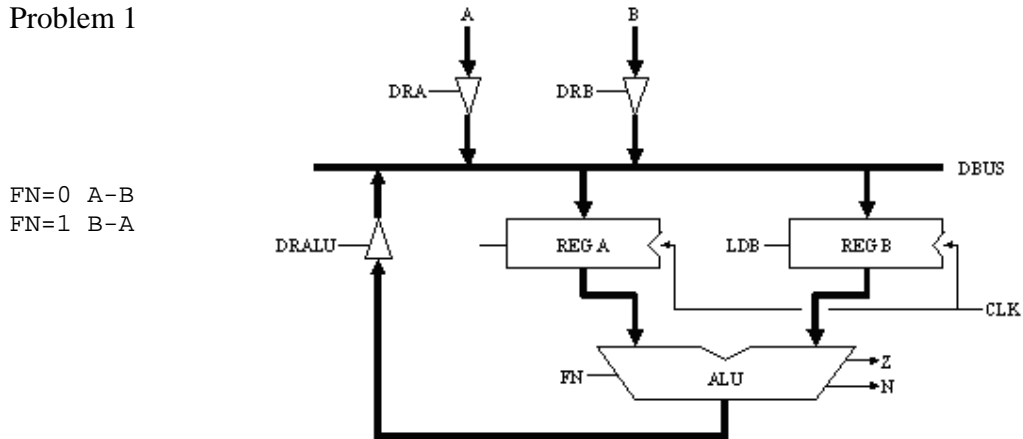 Problem 1
A B
DRA DRB
DBUS
FN=0 A-B
FN=1 B-A
DRALU REG A LDB REG B
CLK
FN ALU Z
N